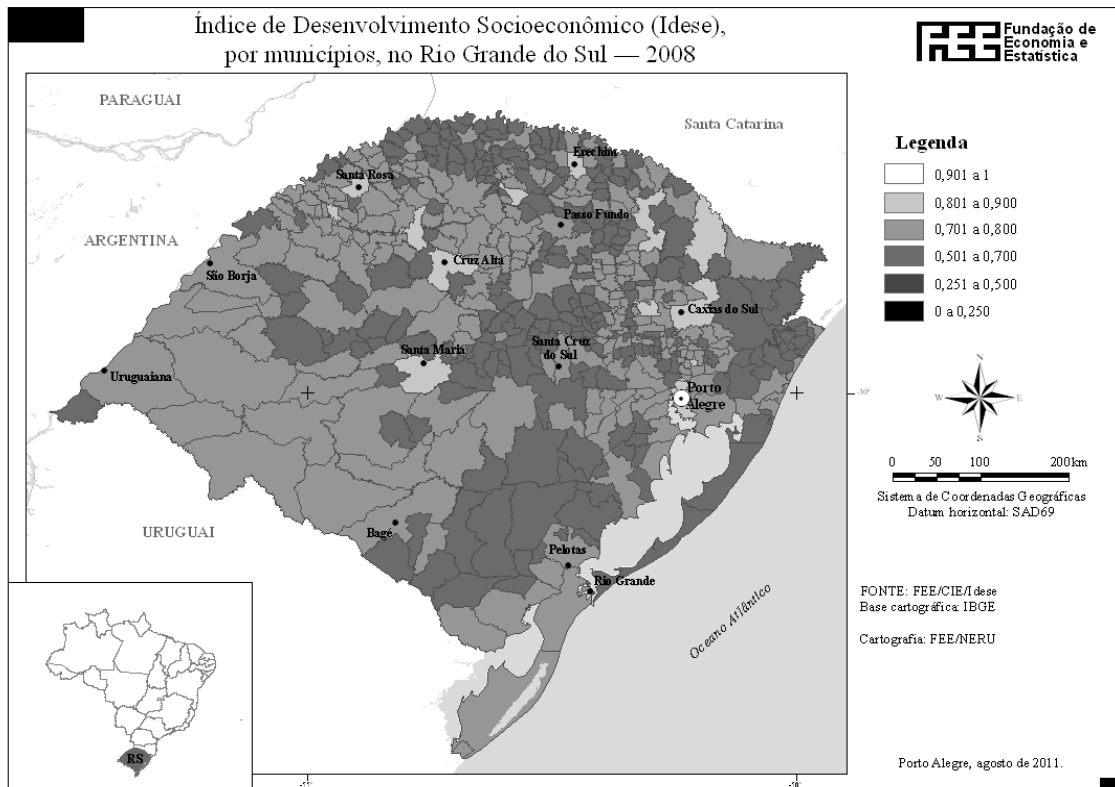 Índice de Desenvolvimento Socioeconômico (Idese),
por municípios, no Rio Grande do Sul — 2008
FEE
Fundação de
Economia e
Estatística
PARAGUAI
Santa Catarina
Erechim
Santa Rosa
Passo Fundo
ARGENTINA
São Borja
Cruz Alta
Caxias do Sul
Santa Maria
Santa Cruz
do Sul
Uruguaiana
Porto
Alegre
URUGUAI
Bagé
Pelotas
Rio Grande
Oceano Atlântico
RS
Legenda
0,901 a 1
0,801 a 0,900
0,701 a 0,800
0,501 a 0,700
0,251 a 0,500
0 a 0,250
-30°
N
W
E
S
0 50 100 200km
Sistema de Coordenadas Geográficas
Datum horizontal: SAD69
FONTE: FEE/CIE/Idese
Base cartográfica: IBGE
Cartografia: FEE/NERU
Porto Alegre, agosto de 2011.